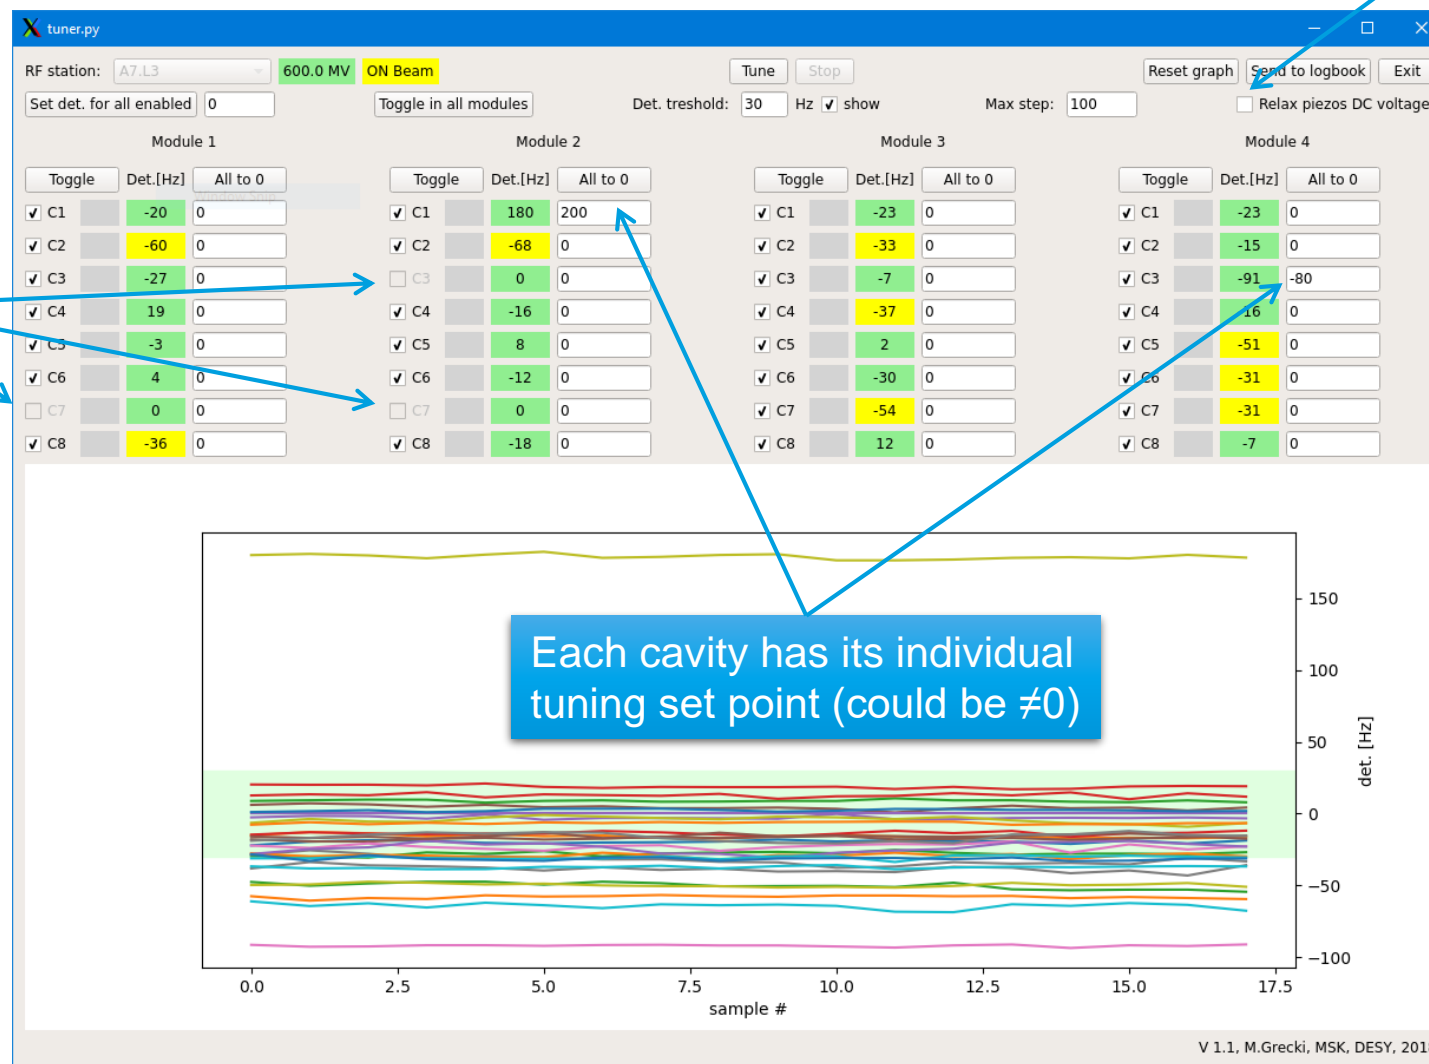 tuner.py
RF station: A7.L3 600.0 MV ON Beam Tune Stop Reset graph Send to logbook Exit
Set det. for all enabled 0 Toggle in all modules Det. treshold: 30 Hz show Max step: 100 Relax piezos DC voltage
Module 1 Module 2 Module 3 Module 4
Toggle Det.[Hz] All to 0 Toggle Det.[Hz] All to 0 Toggle Det.[Hz] All to 0 Toggle Det.[Hz] All to 0
Window Snip
C1 -20 0 C1 180 200 C1 -23 0 C1 -23 0
C2 -60 0 C2 -68 0 C2 -33 0 C2 -15 0
C3 -27 0 C3 0 0 C3 -7 0 C3 -91 -80
C4 19 0 C4 -16 0 C4 -37 0 C4 -16 0
C5 -3 0 C5 8 0 C5 2 0 C5 -51 0
C6 4 0 C6 -12 0 C6 -30 0 C6 -31 0
C7 0 0 C7 0 0 C7 -54 0 C7 -31 0
C8 -36 0 C8 -18 0 C8 12 0 C8 -7 0
150
100
50
0
−50
−100
det. [Hz]
Each cavity has its individual
tuning set point (could be ≠0)
0.0 2.5 5.0 7.5 10.0 12.5 15.0 17.5
sample #
V 1.1, M.Grecki, MSK, DESY,